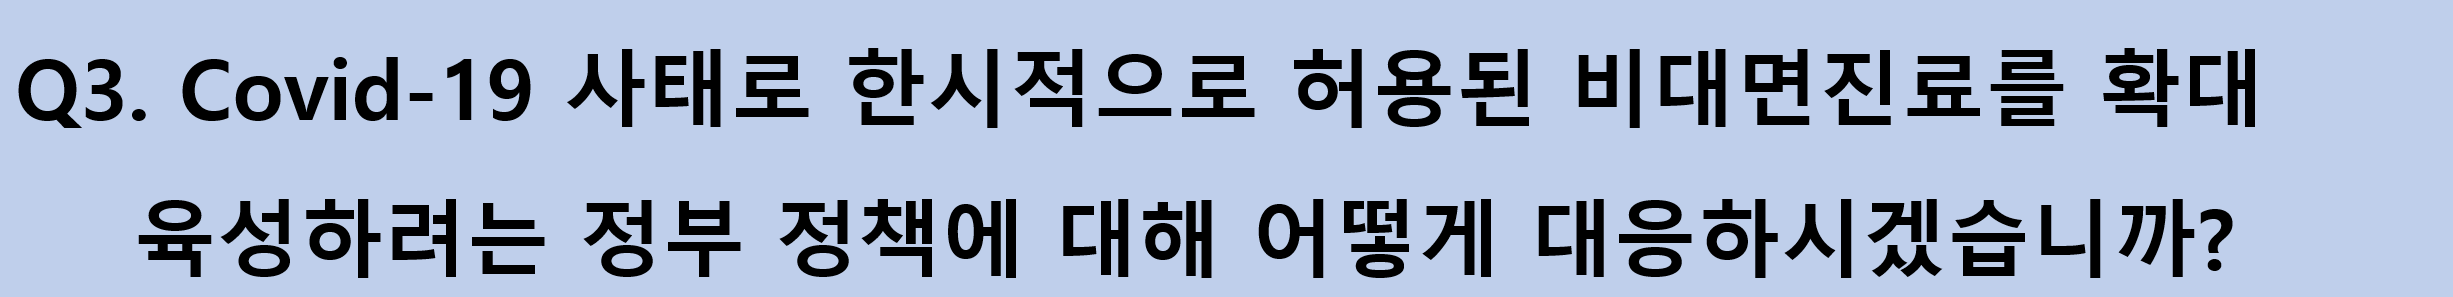 Q3. Covid-19 사태로 한시적으로 허용된 비대면진료를 확대
육성하려는 정부 정책에 대해 어떻게 대응하시겠습니까?